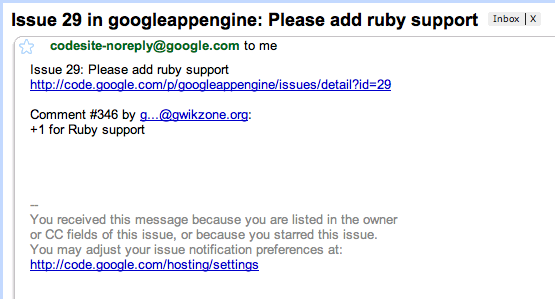 Issue 29 in googleappengine: Please add ruby support Inbox | X
codesite-noreply@google.com to me
Issue 29: Please add ruby support
http://code.google.com/p/googleappengine/issues/detail?id=29
Comment #346 by g...@gwikzone.org:
+1 for Ruby support
--
You received this message because you are listed in the owner
or CC fields of this issue, or because you starred this issue.
You may adjust your issue notification preferences at:
http://code.google.com/hosting/settings